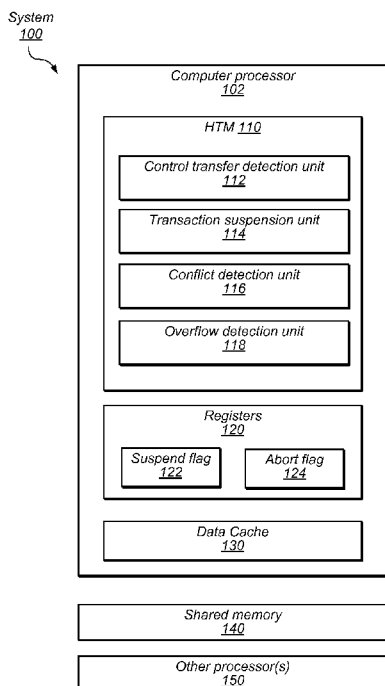 System
100
Computer processor
102
HTM 110
Control transfer detection unit
112
Transaction suspension unit
114
Conflict detection unit
116
Overflow detection unit
118
Registers
120
Suspend flag
122
Abort flag
124
Data Cache
130
Shared memory
140
Other processor(s)
150